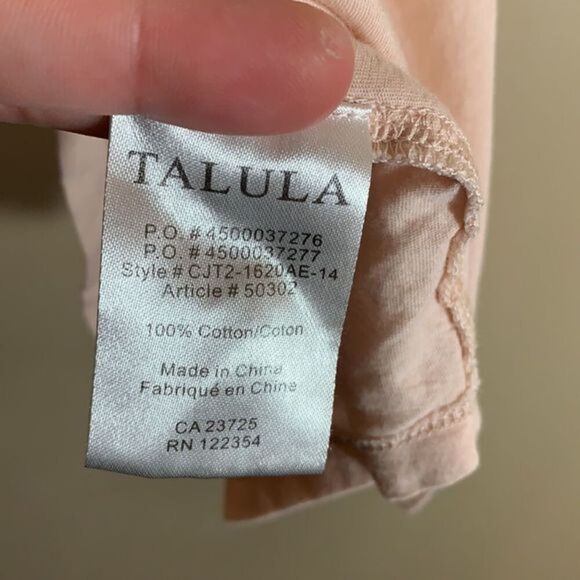 TALULA
P.O. # 4500037276
P.O. # 4500037277
Style # CJT2-1620AE-14
Article # 50302
100% Cotton/Coton
Made in China
Fabriqué en Chine
CA 23725
RN 122354